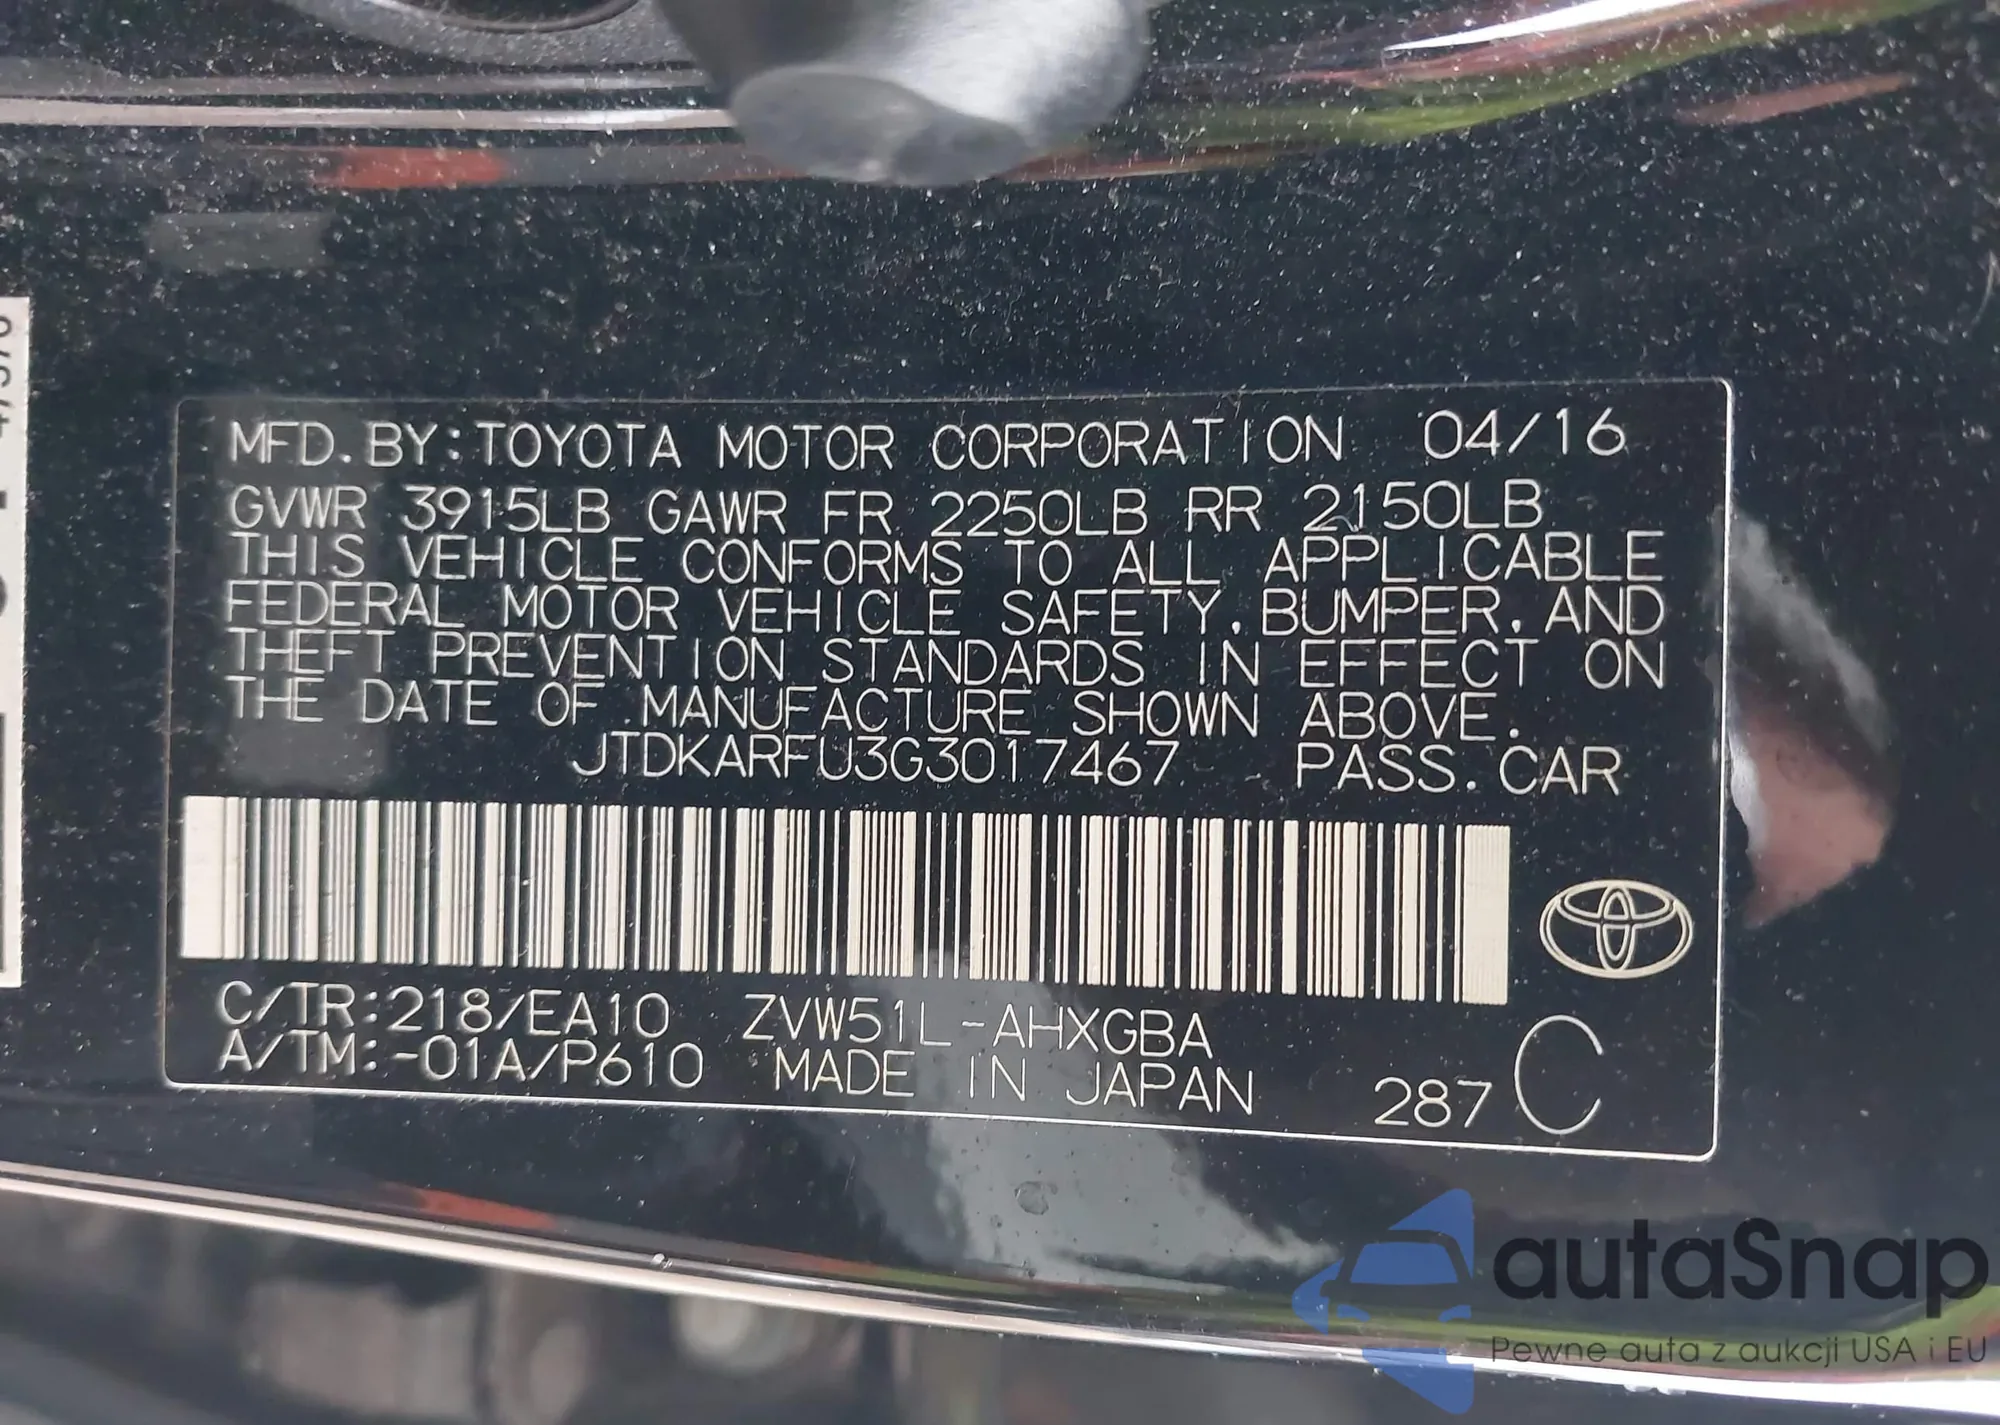 MFD. BY: TOYOTA MOTOR CORPORATION 04/16
GVWR 3915LB GAWR FR 2250LB RR 2150LB
THIS VEHICLE CONFORMS TO ALL APPLICABLE
FEDERAL MOTOR VEHICLE SAFETY, BUMPER, AND
THEFT PREVENTION STANDARDS IN EFFECT ON
THE DATE OF MANUFACTURE SHOWN ABOVE.
JTDKARFU3G3017467 PASS. CAR
C/TR:218/EA10 ZVW51L-AHXGBA
A/TM:-01A/P610 MADE IN JAPAN 287 C
autaSnap
Pewne auta z aukcji USA i EU